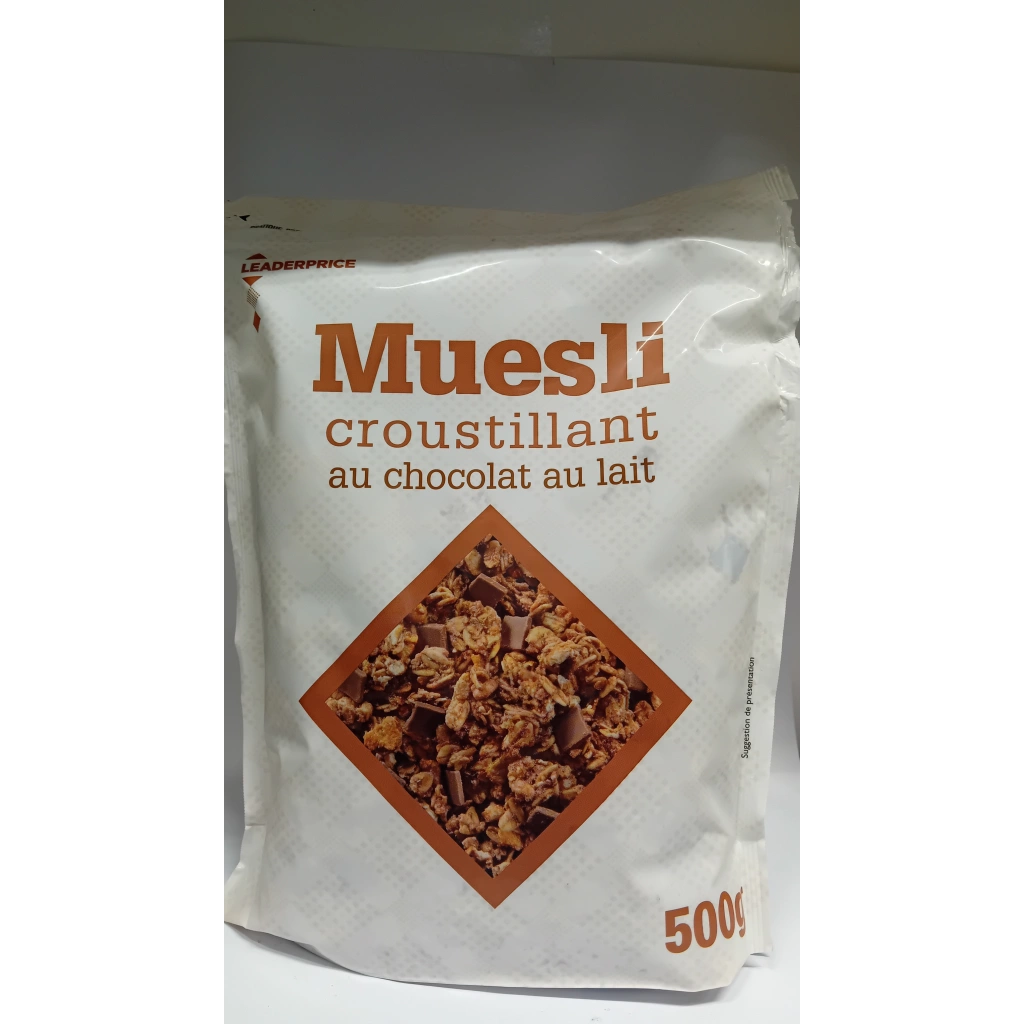 LEADERPRICE
Muesli
croustillant
au chocolat au lait
Suggestion de présentation
500g